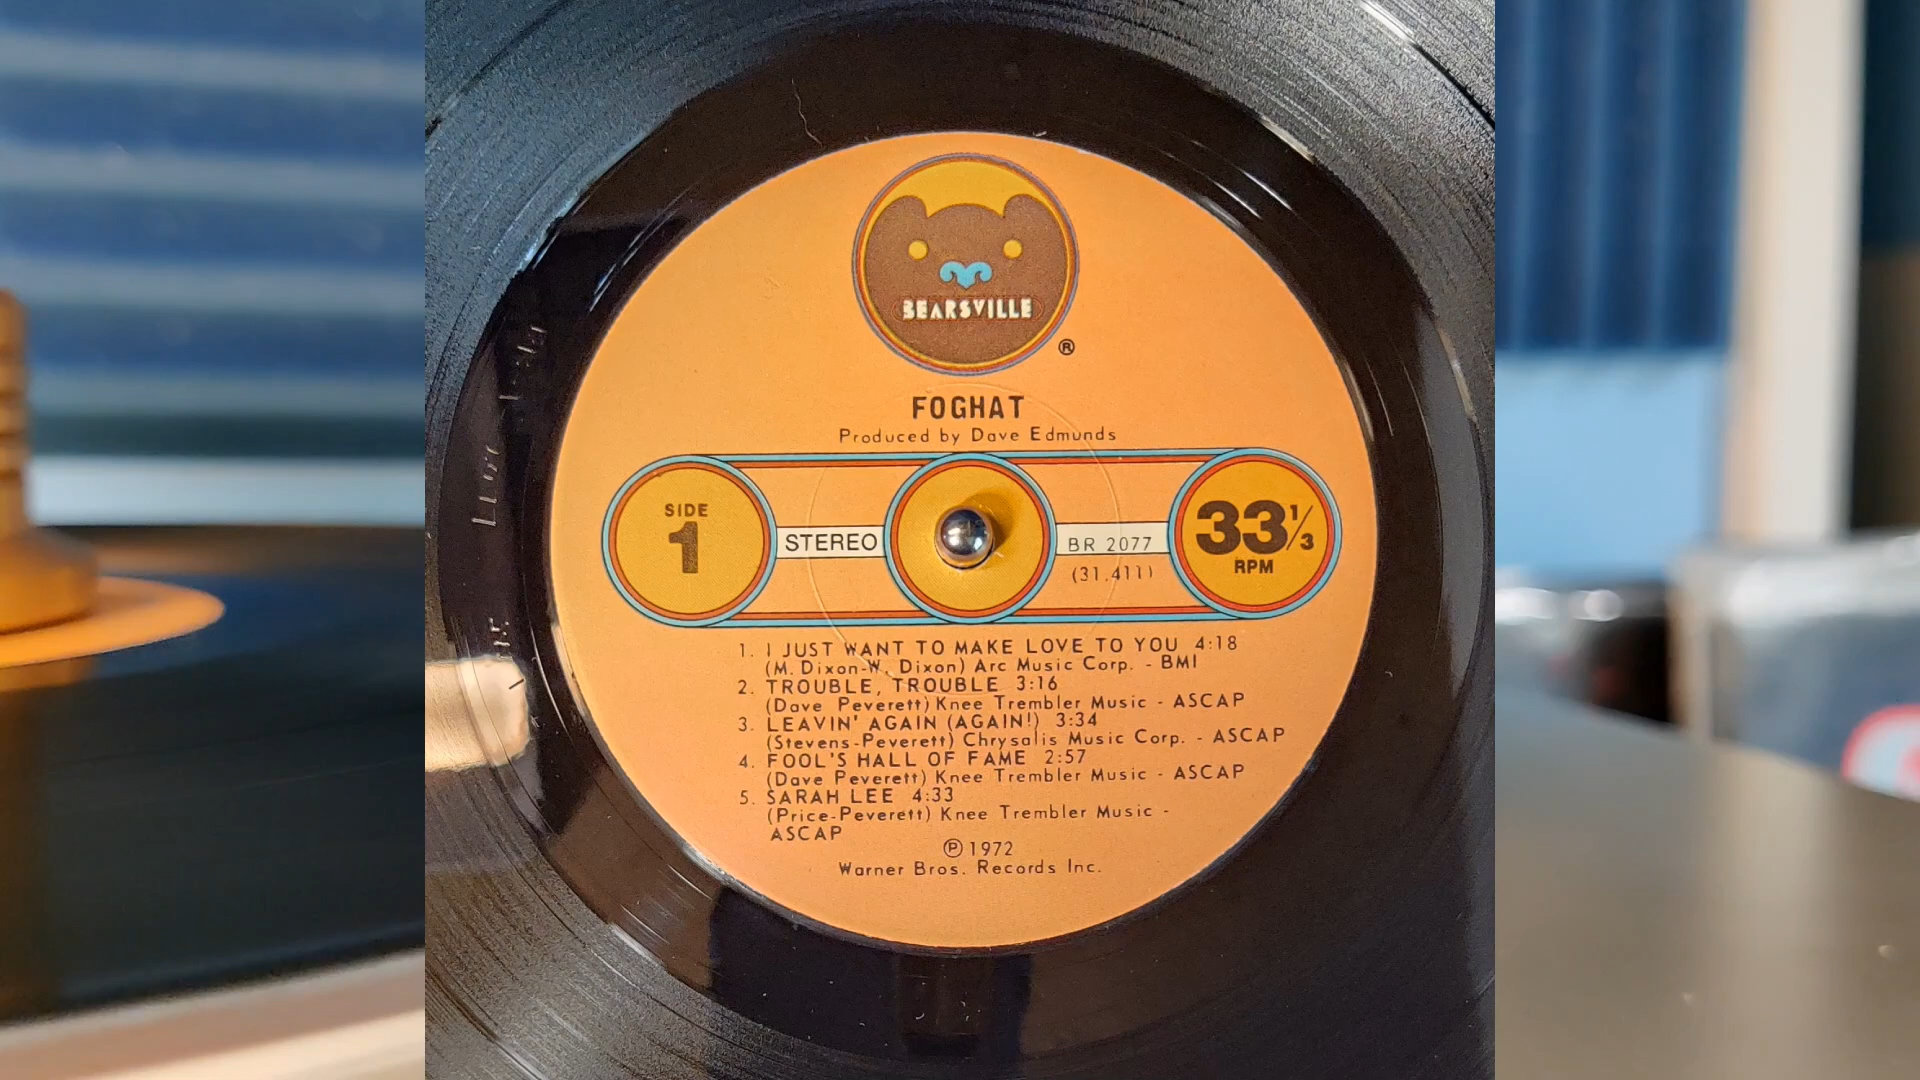 BEARSVILLE
®
FOGHAT
Produced by Dave Edmunds
SIDE
1
STEREO
BR 2077
(31,411)
33 1/3
RPM
1. I JUST WANT TO MAKE LOVE TO YOU 4:18
(M. Dixon-W. Dixon) Arc Music Corp. - BMI
2. TROUBLE, TROUBLE 3:16
(Dave Peverett) Knee Trembler Music - ASCAP
3. LEAVIN' AGAIN (AGAIN!) 3:34
(Stevens-Peverett) Chrysalis Music Corp. - ASCAP
4. FOOL'S HALL OF FAME 2:57
(Dave Peverett) Knee Trembler Music - ASCAP
5. SARAH LEE 4:33
(Price-Peverett) Knee Trembler Music -
ASCAP
℗ 1972
Warner Bros. Records Inc.